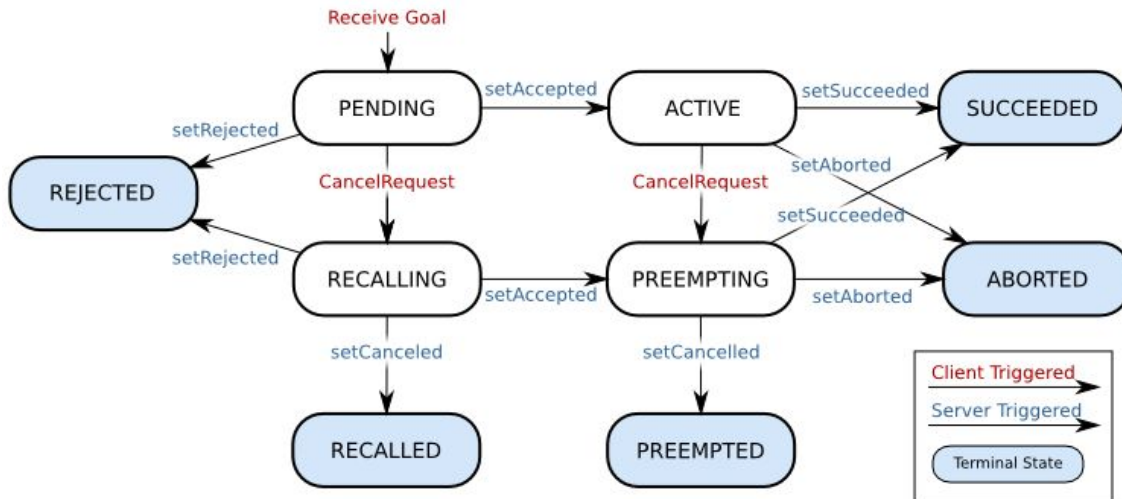 Receive Goal
PENDING
setAccepted
ACTIVE
setSucceeded
SUCCEEDED
setRejected
setAborted
REJECTED
CancelRequest
CancelRequest
setSucceeded
setRejected
RECALLING
setAccepted
PREEMPTING
setAborted
ABORTED
setCanceled
setCancelled
Client Triggered
Server Triggered
RECALLED
PREEMPTED
Terminal State